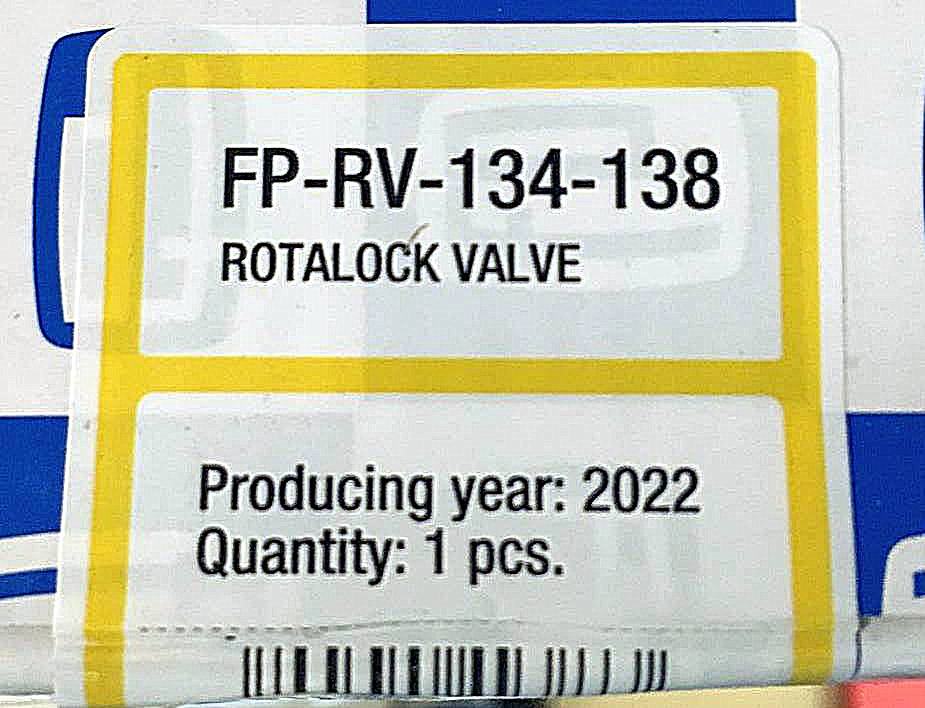 FP-RV-134-138
ROTALOCK VALVE
Producing year: 2022
Quantity: 1 pcs.